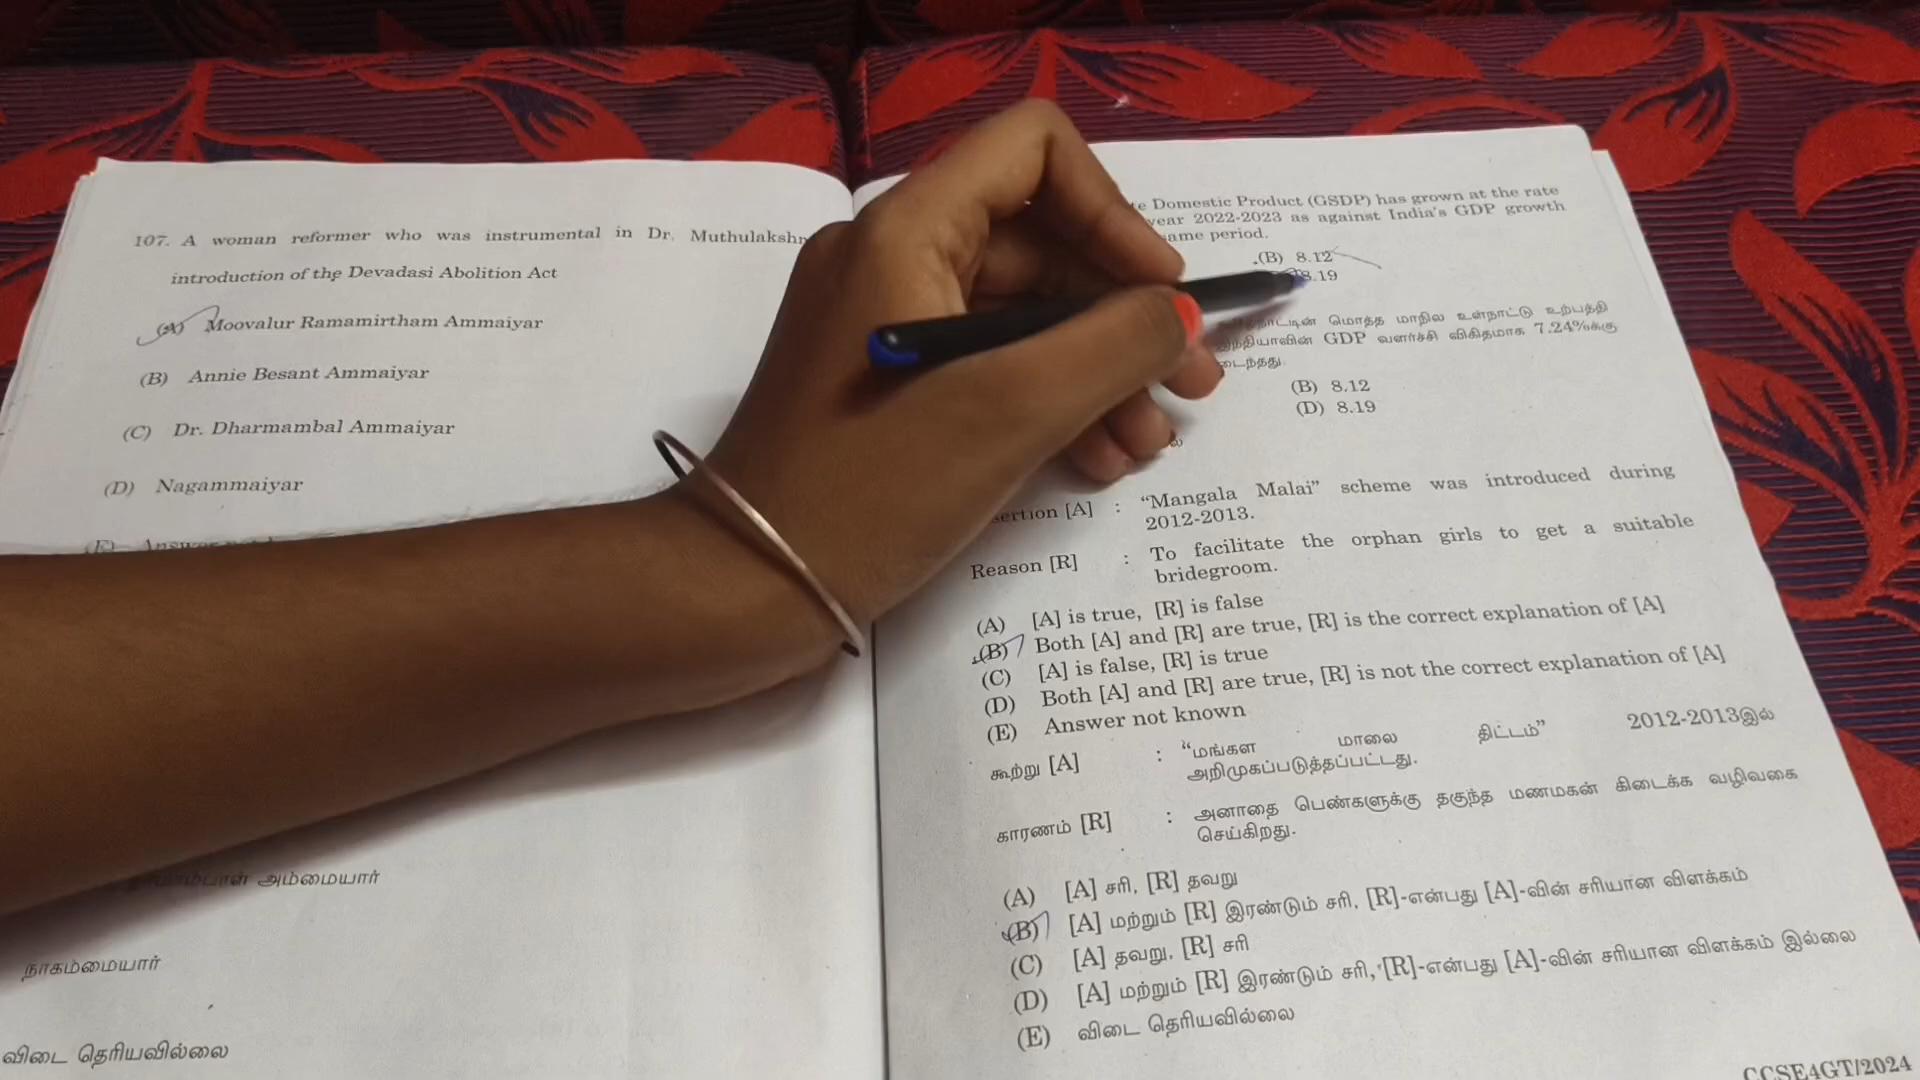 107. A woman reformer who was instrumental in Dr. Muthulakshm
introduction of the Devadasi Abolition Act
(A) Moovalur Ramamirtham Ammaiyar
(B) Annie Besant Ammaiyar
(C) Dr. Dharmambal Ammaiyar
(D) Nagammaiyar
(E) Answer not
அம்மையார்
நாகம்மையார்
விடை தெரியவில்லை
Domestic Product (GSDP) has grown at the rate
year 2022-2023 as against India's GDP growth
same period.
(B) 8.12
8.19
மொத்த மாநில உள்நாட்டு உற்பத்தி
இந்தியாவின் GDP வளர்ச்சி விகிதமாக 7.24%க்கு
(B) 8.12
(D) 8.19
Assertion [A] : "Mangala Malai" scheme was introduced during
2012-2013.
Reason [R] : To facilitate the orphan girls to get a suitable
bridegroom.
(A) [A] is true, [R] is false
(B) Both [A] and [R] are true, [R] is the correct explanation of [A]
(C) [A] is false, [R] is true
(D) Both [A] and [R] are true, [R] is not the correct explanation of [A]
(E) Answer not known
கூற்று [A] : "மங்கள மாலை திட்டம்" 2012-2013இல்
அறிமுகப்படுத்தப்பட்டது.
காரணம் [R] : அனாதை பெண்களுக்கு தகுந்த மணமகன் கிடைக்க வழிவகை
செய்கிறது.
(A) [A] சரி, [R] தவறு
(B) [A] மற்றும் [R] இரண்டும் சரி, [R]-என்பது [A]-வின் சரியான விளக்கம்
(C) [A] தவறு, [R] சரி
(D) [A] மற்றும் [R] இரண்டும் சரி, [R]-என்பது [A]-வின் சரியான விளக்கம் இல்லை
(E) விடை தெரியவில்லை
CCSE4GT/2024